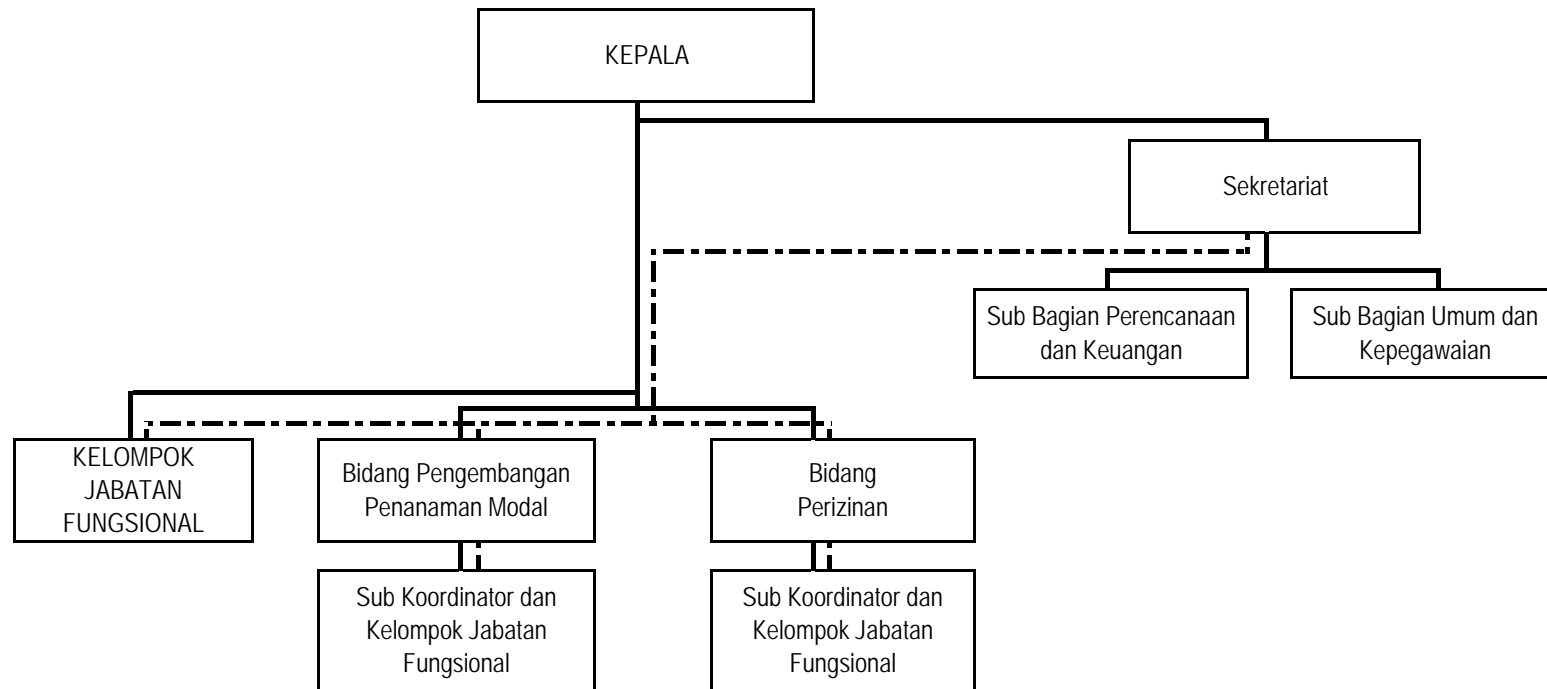 KEPALA
Sekretariat
Sub Bagian Perencanaan
dan Keuangan
Sub Bagian Umum dan
Kepegawaian
KELOMPOK
JABATAN
FUNGSIONAL
Bidang Pengembangan
Penanaman Modal
Bidang
Perizinan
Sub Koordinator dan
Kelompok Jabatan
Fungsional
Sub Koordinator dan
Kelompok Jabatan
Fungsional